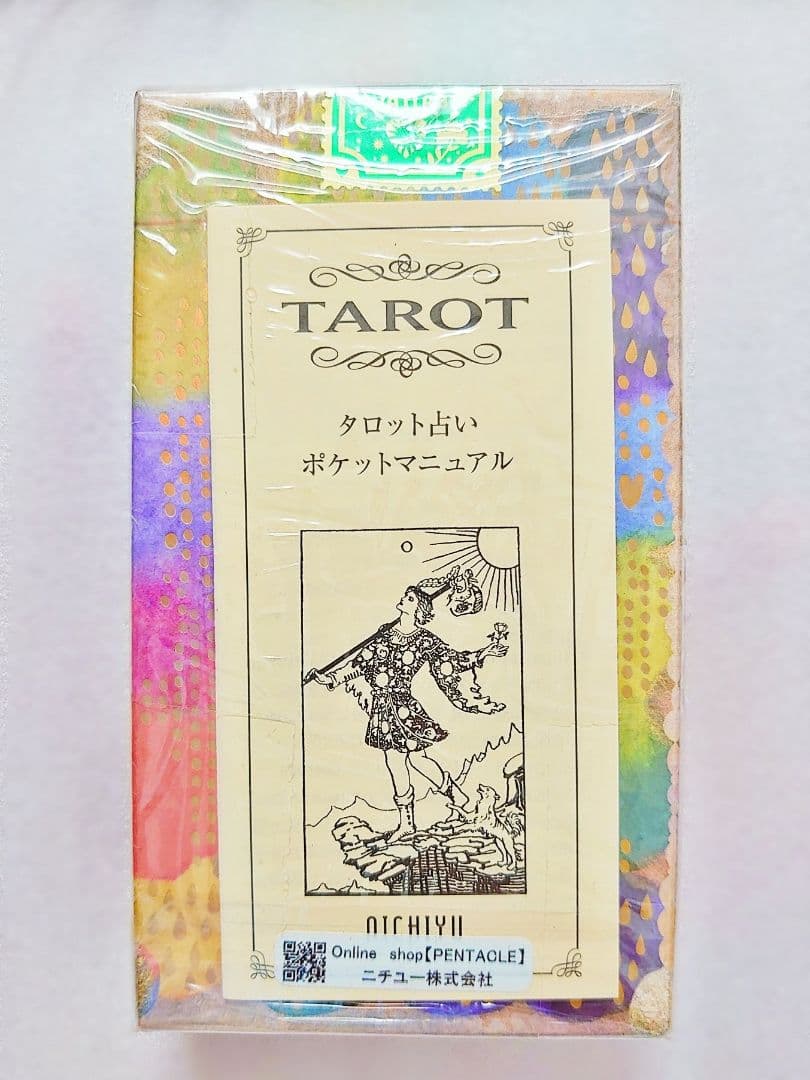 TAROT
タロット占い
ポケットマニュアル
0
NICHIYU
Online shop【PENTACLE】
ニチユー株式会社